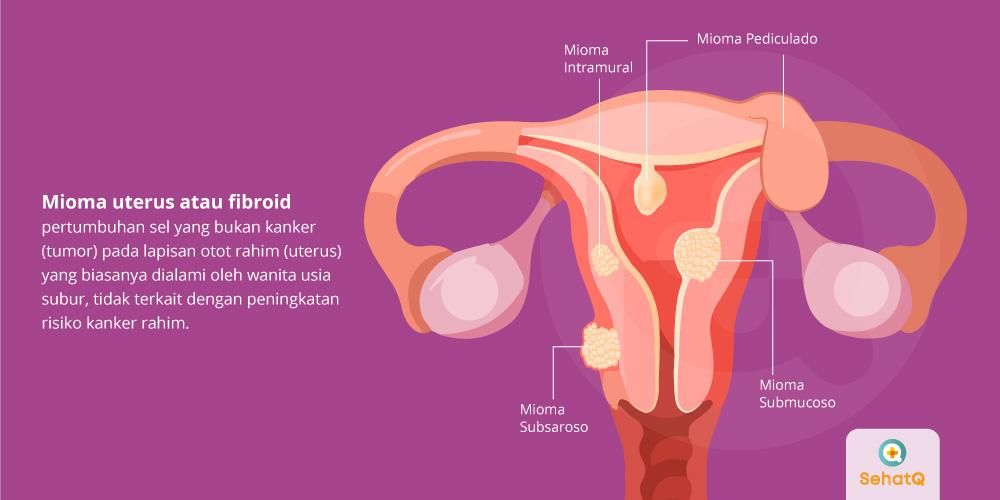 Mioma
Intramural
Mioma Pediculado
Mioma uterus atau fibroid
pertumbuhan sel yang bukan kanker
(tumor) pada lapisan otot rahim (uterus)
yang biasanya dialami oleh wanita usia
subur, tidak terkait dengan peningkatan
risiko kanker rahim.
Mioma
Subsaroso
Mioma
Submucoso
SehatQ